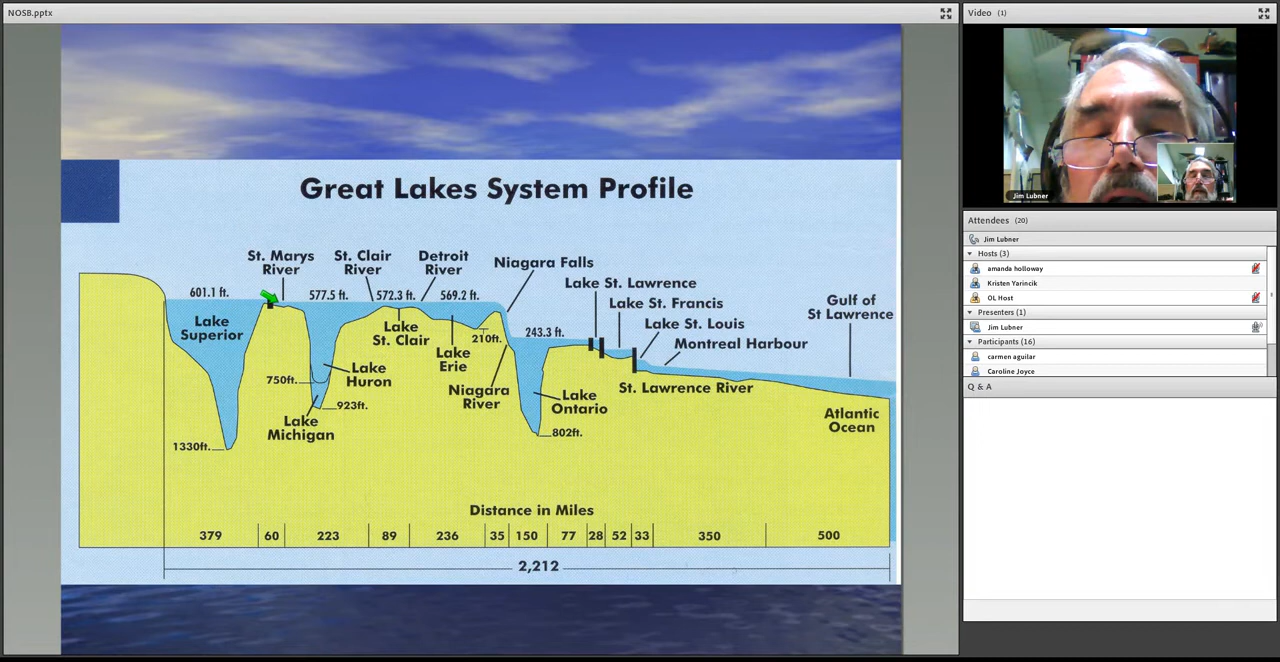 NOSB.pptx
Great Lakes System Profile
St. Marys
River
St. Clair
River
Detroit
River
Niagara Falls
Lake St. Lawrence
Lake St. Francis
Lake St. Louis
Montreal Harbour
Gulf of
St Lawrence
601.1 ft.
577.5 ft.
572.3 ft.
569.2 ft.
243.3 ft.
Lake
Superior
Lake
St. Clair
210ft.
Lake
Erie
Lake
Huron
750ft.
923ft.
Lake
Michigan
Niagara
River
Lake
Ontario
St. Lawrence River
Atlantic
Ocean
1330ft.
802ft.
Distance in Miles
379 60 223 89 236 35 150 77 28 52 33 350 500
2,212
Video (1)
Jim Lubner
Attendees (20)
Jim Lubner
Hosts (3)
amanda holloway
Kristen Yarincik
OL Host
Presenters (1)
Jim Lubner
Participants (16)
carmen aguilar
Caroline Joyce
Q & A